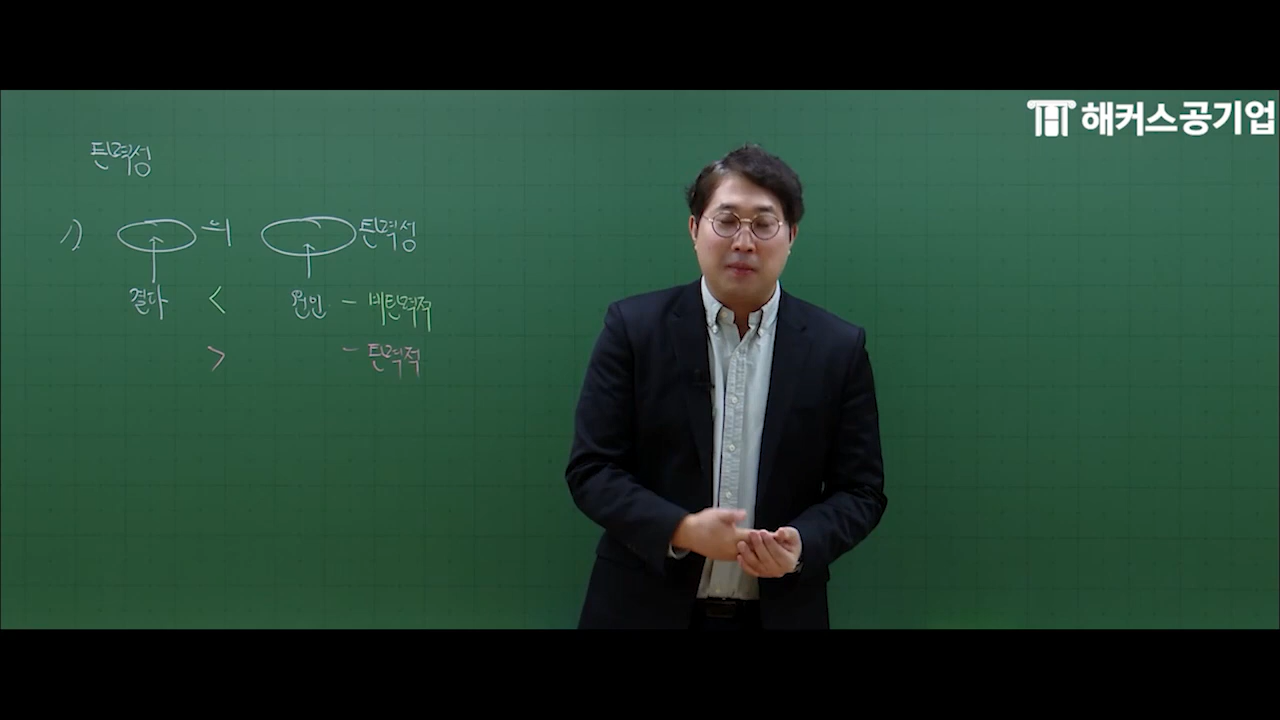 해커스공기업
탄력성
1) 의 탄력성
결과 < 원인 - 비탄력적
> - 탄력적